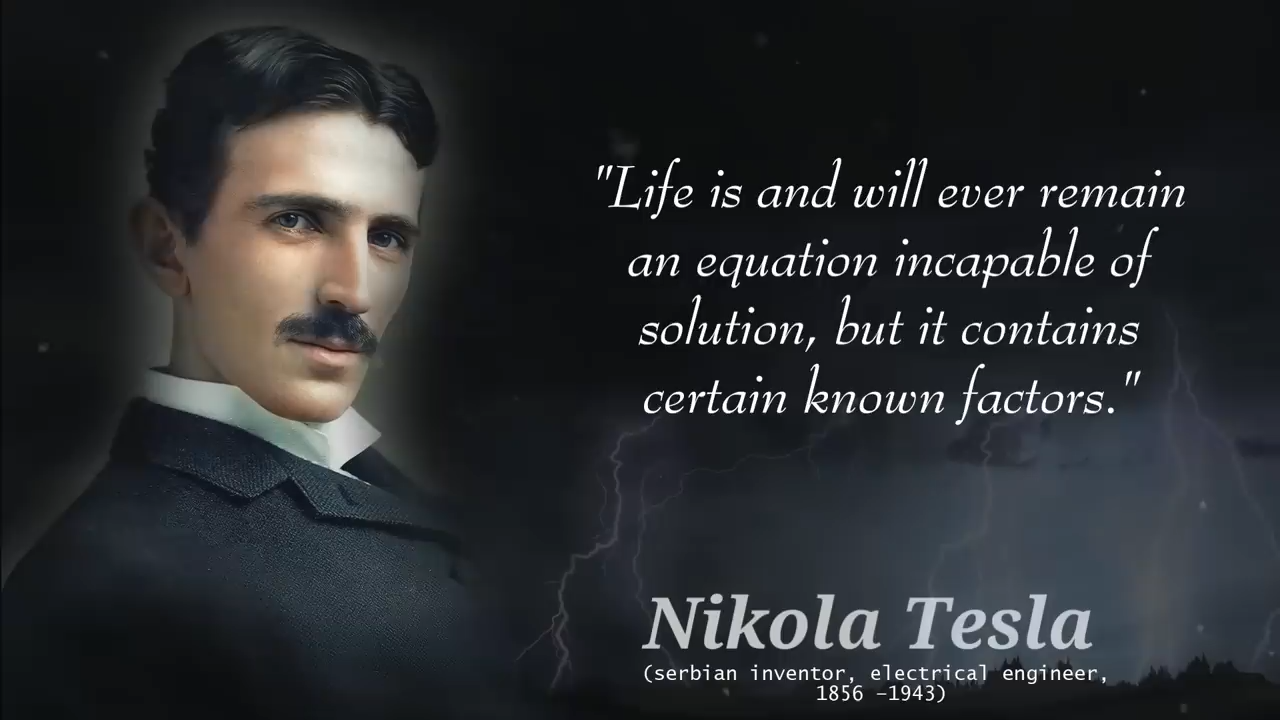 "Life is and will ever remain
an equation incapable of
solution, but it contains
certain known factors."
Nikola Tesla
(serbian inventor, electrical engineer,
1856 –1943)